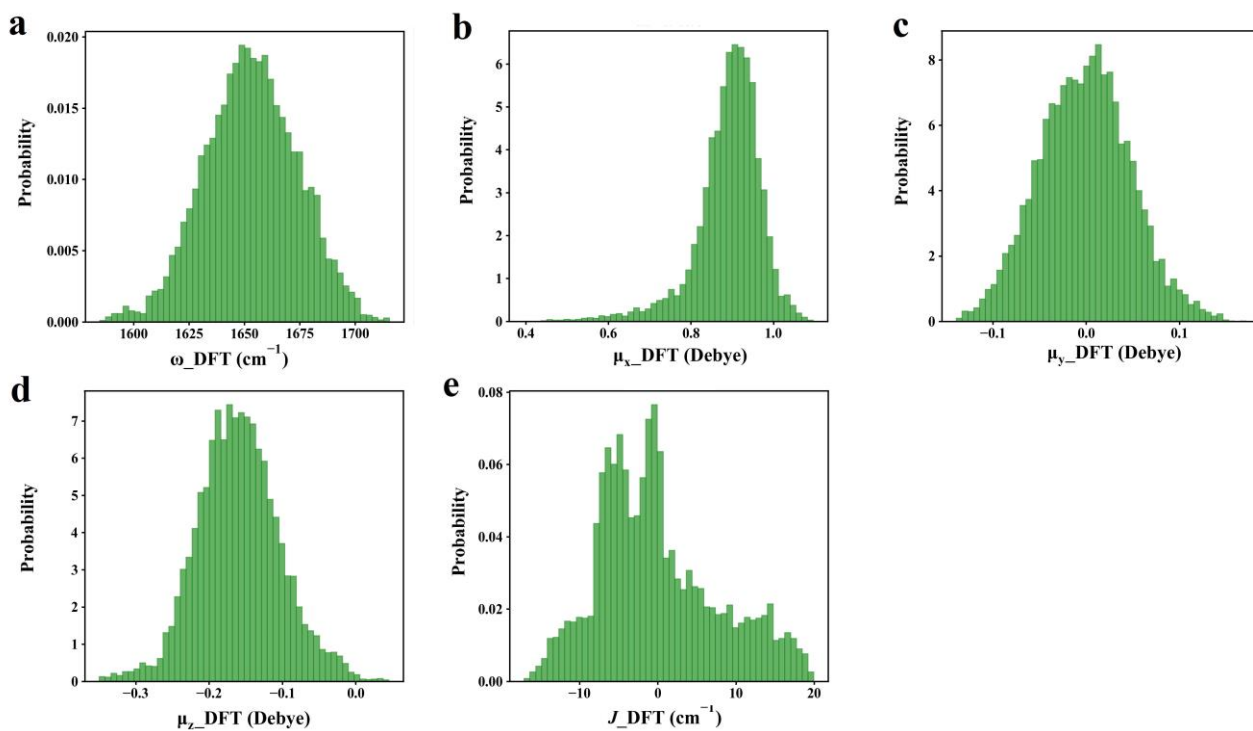 a
0.020
0.015
0.010
0.005
0.000
Probability
1600 1625 1650 1675 1700
ω_DFT (cm⁻¹)
b
6
5
4
3
2
1
0
Probability
0.4 0.6 0.8 1.0
μₓ_DFT (Debye)
c
8
6
4
2
0
Probability
−0.1 0.0 0.1
μy_DFT (Debye)
d
7
6
5
4
3
2
1
0
Probability
−0.3 −0.2 −0.1 0.0
μz_DFT (Debye)
e
0.08
0.06
0.04
0.02
0.00
Probability
−10 0 10 20
J_DFT (cm⁻¹)